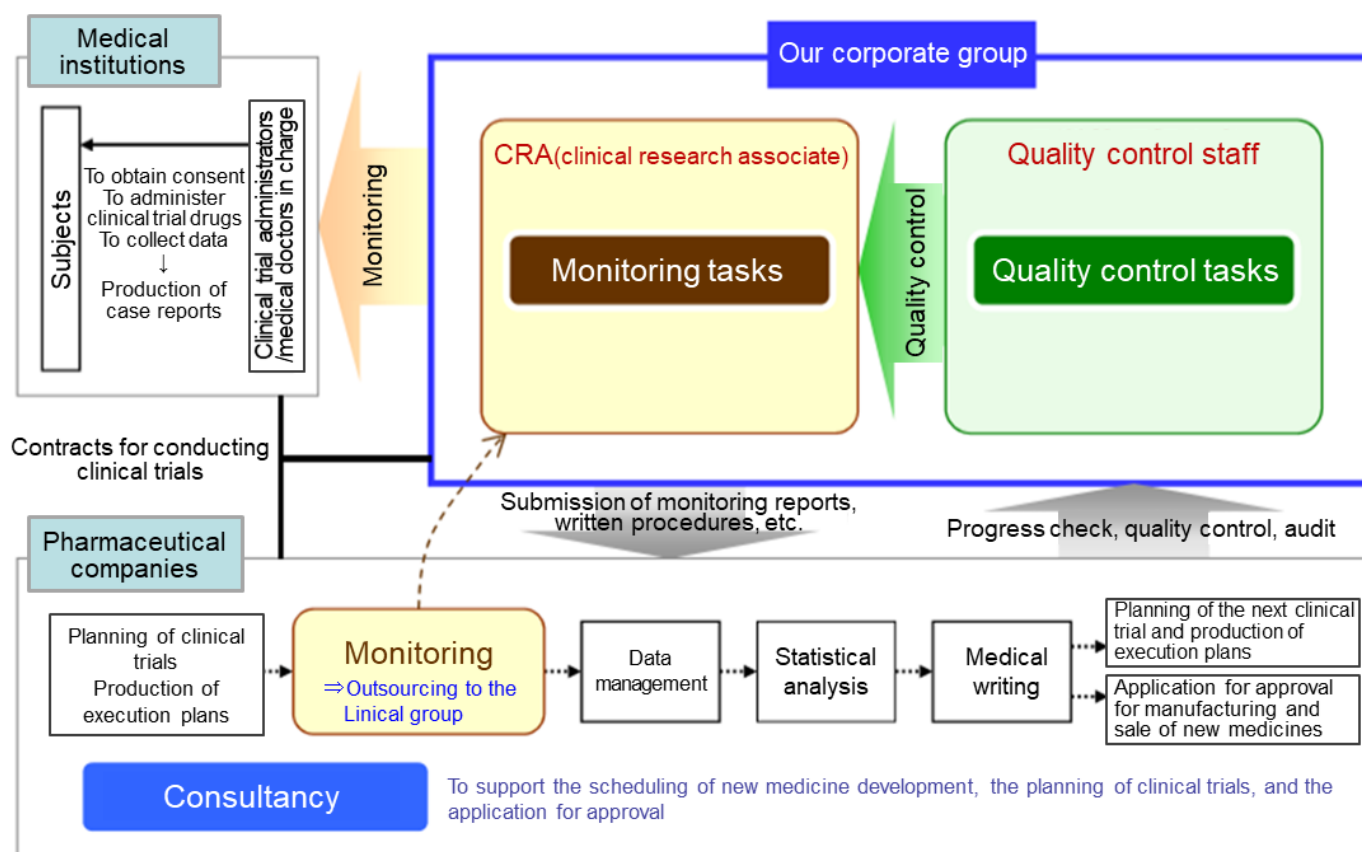 Medical
institutions
Our corporate group
Subjects
To obtain consent
To administer
clinical trial drugs
To collect data
↓
Production of
case reports
Clinical trial administrators
/medical doctors in charge
Monitoring
CRA(clinical research associate)
Monitoring tasks
Quality control
Quality control staff
Quality control tasks
Contracts for conducting
clinical trials
Submission of monitoring reports,
written procedures, etc.
Progress check, quality control, audit
Pharmaceutical
companies
Planning of clinical
trials
Production of
execution plans
Monitoring
⇒Outsourcing to the
Linical group
Data
management
Statistical
analysis
Medical
writing
Planning of the next clinical
trial and production of
execution plans
Application for approval
for manufacturing and
sale of new medicines
Consultancy
To support the scheduling of new medicine development, the planning of clinical trials, and the
application for approval